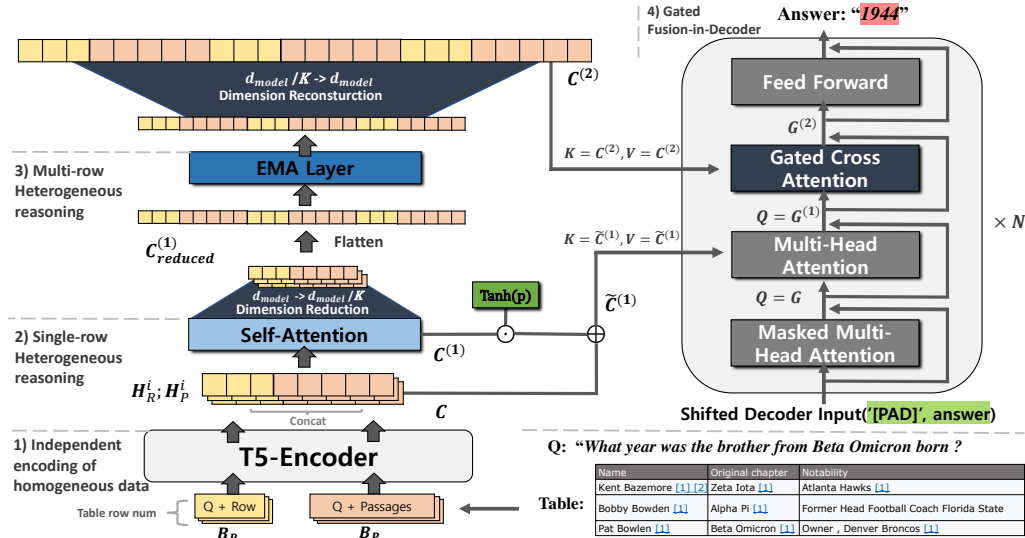 4) Gated
Fusion-in-Decoder
Answer: “1944”
d_model /K -> d_model
Dimension Reconsturction
C^(2)
Feed Forward
G^(2)
3) Multi-row
Heterogeneous
reasoning
EMA Layer
K = C^(2), V = C^(2)
Gated Cross
Attention
Q = G^(1)
× N
C^(1)_reduced
Flatten
K = C̃^(1), V = C̃^(1)
Multi-Head
Attention
d_model -> d_model/K
Dimension Reduction
Tanh(p)
C̃^(1)
Q = G
2) Single-row
Heterogeneous
reasoning
Self-Attention
C^(1)
Masked Multi-
Head Attention
H_R^i; H_P^i
C
Concat
Shifted Decoder Input(‘[PAD]’, answer)
1) Independent
encoding of
homogeneous data
T5-Encoder
Q: “What year was the brother from Beta Omicron born ?
Table row num
Q + Row
Q + Passages
B_R
B_P
Table:
Name Original chapter Notability
Kent Bazemore [1] [2] Zeta Iota [1] Atlanta Hawks [1]
Bobby Bowden [1] Alpha Pi [1] Former Head Football Coach Florida State
Pat Bowlen [1] Beta Omicron [1] Owner , Denver Broncos [1]